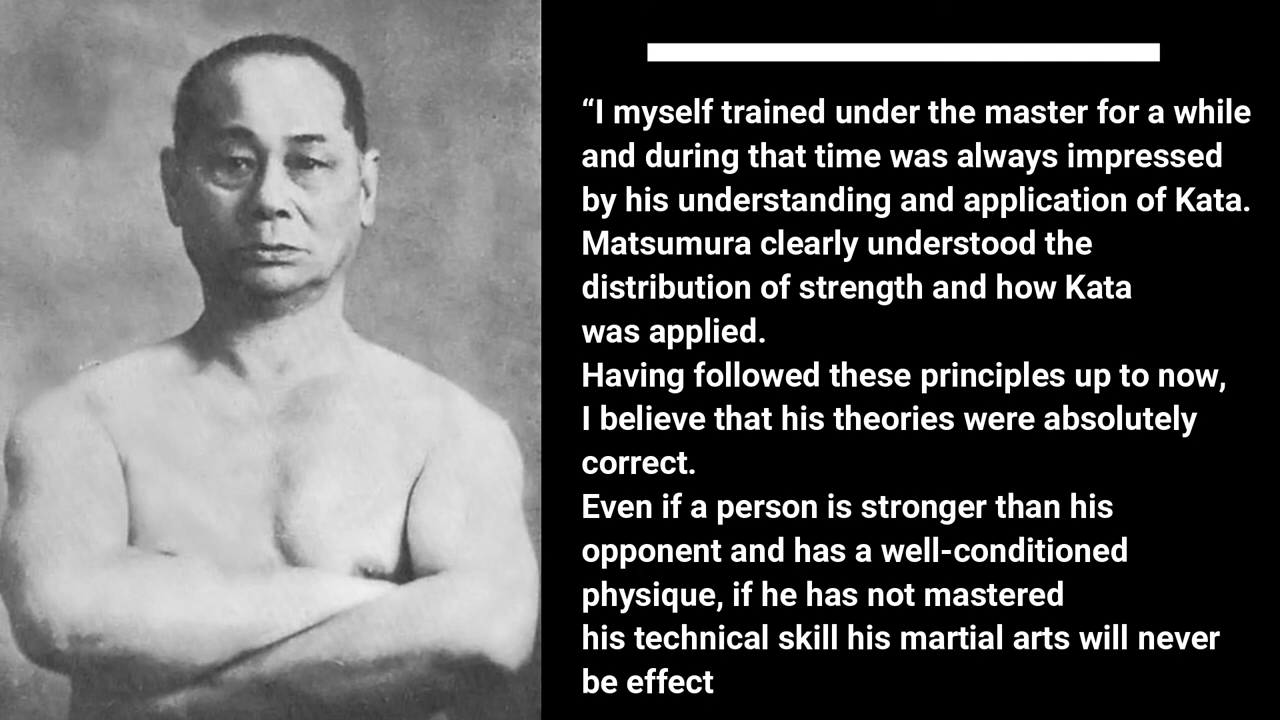 “I myself trained under the master for a while
and during that time was always impressed
by his understanding and application of Kata.
Matsumura clearly understood the
distribution of strength and how Kata
was applied.
Having followed these principles up to now,
I believe that his theories were absolutely
correct.
Even if a person is stronger than his
opponent and has a well-conditioned
physique, if he has not mastered
his technical skill his martial arts will never
be effect